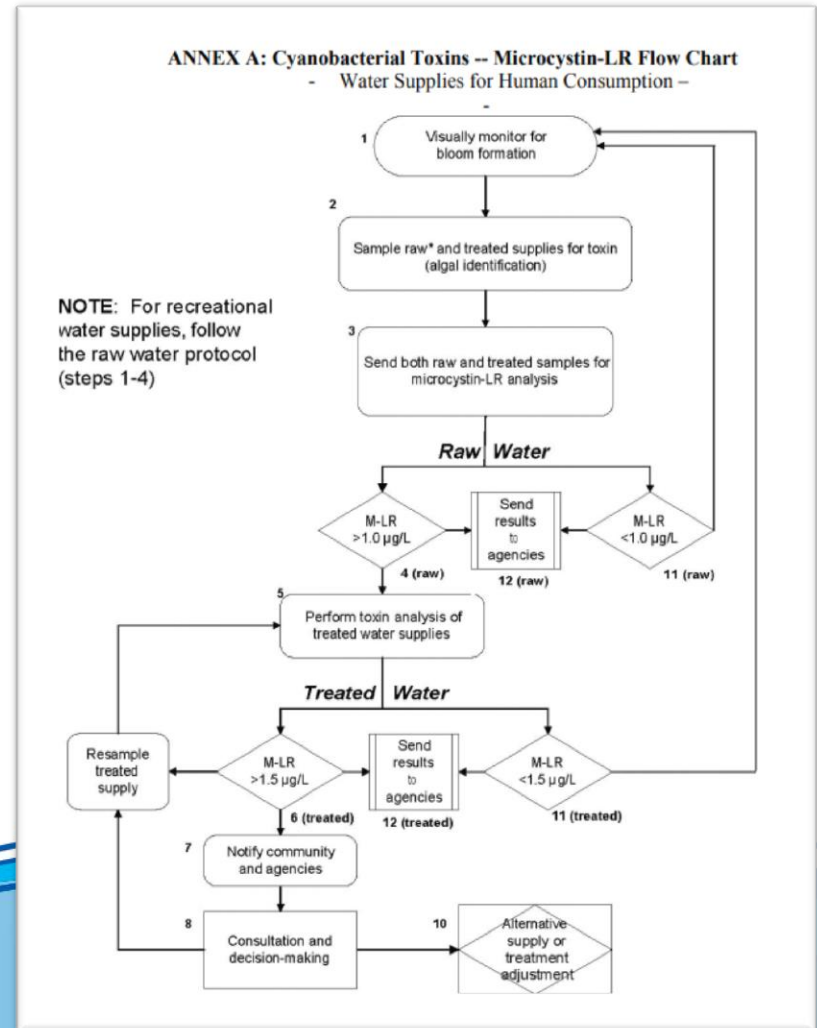 ANNEX A: Cyanobacterial Toxins -- Microcystin-LR Flow Chart
- Water Supplies for Human Consumption –
-
1
Visually monitor for
bloom formation
2
Sample raw* and treated supplies for toxin
(algal identification)
NOTE: For recreational
water supplies, follow
the raw water protocol
(steps 1-4)
3
Send both raw and treated samples for
microcystin-LR analysis
Raw Water
M-LR
>1.0 µg/L
4 (raw)
Send
results
to
agencies
12 (raw)
M-LR
<1.0 µg/L
11 (raw)
5
Perform toxin analysis of
treated water supplies
Treated Water
Resample
treated
supply
M-LR
>1.5 µg/L
6 (treated)
Send
results
to
agencies
12 (treated)
M-LR
<1.5 µg/L
11 (treated)
7
Notify community
and agencies
8
Consultation and
decision-making
10
Alternative
supply or
treatment
adjustment